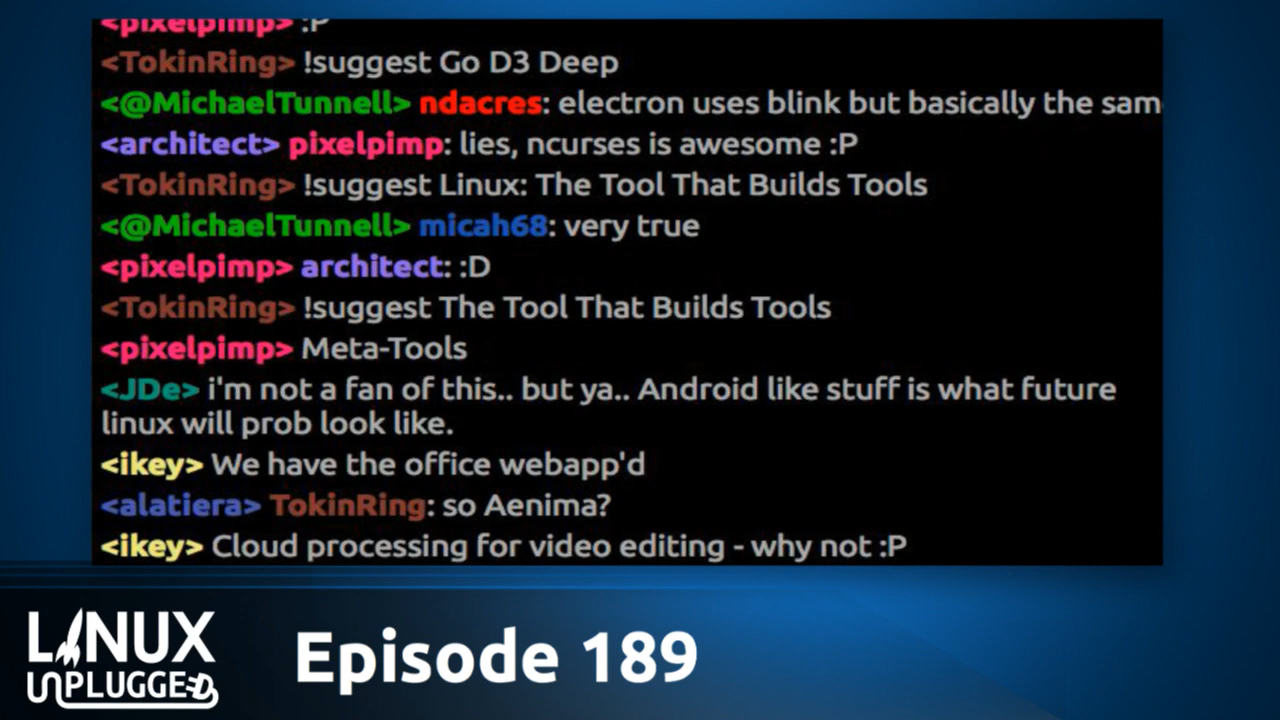 <pixelpimp> :P
<TokinRing> !suggest Go D3 Deep
<@MichaelTunnell> ndacres: electron uses blink but basically the sam
<architect> pixelpimp: lies, ncurses is awesome :P
<TokinRing> !suggest Linux: The Tool That Builds Tools
<@MichaelTunnell> micah68: very true
<pixelpimp> architect: :D
<TokinRing> !suggest The Tool That Builds Tools
<pixelpimp> Meta-Tools
<JDe> i'm not a fan of this.. but ya.. Android like stuff is what future
linux will prob look like.
<ikey> We have the office webapp'd
<alatiera> TokinRing: so Aenima?
<ikey> Cloud processing for video editing - why not :P
LINUX
UNPLUGGED
Episode 189